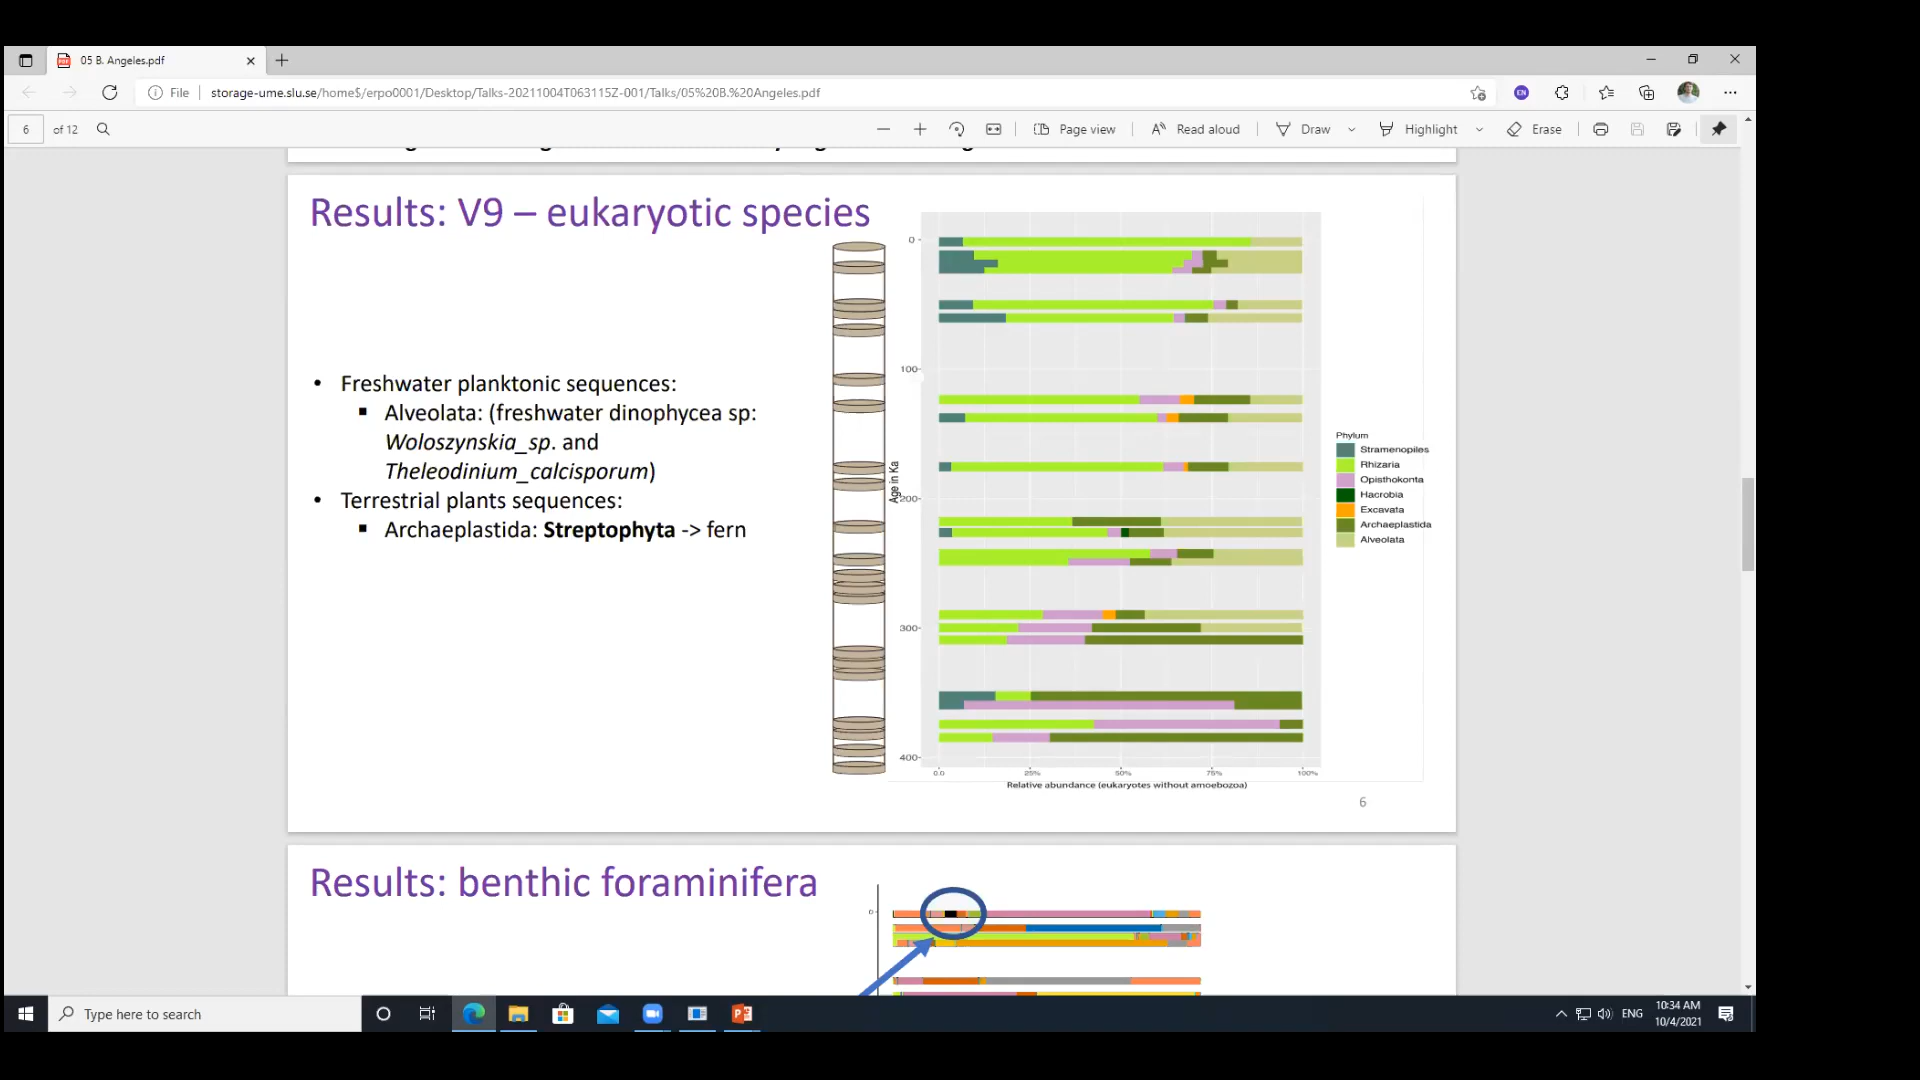 05 B. Angeles.pdf
File
storage-ume.slu.se/home$/erpo0001/Desktop/Talks-20211004T063115Z-001/Talks/05%20B.%20Angeles.pdf
EN
6 of 12
Page view
Read aloud
Draw
Highlight
Erase
Results: V9 – eukaryotic species
• Freshwater planktonic sequences:
▪ Alveolata: (freshwater dinophycea sp:
Woloszynskia_sp. and
Theleodinium_calcisporum)
• Terrestrial plants sequences:
▪ Archaeplastida: Streptophyta -> fern
Age in Ka
0
100
200
300
400
0.0 25% 50% 75% 100%
Relative abundance (eukaryotes without amoebozoa)
Phylum
Stramenopiles
Rhizaria
Opisthokonta
Hacrobia
Excavata
Archaeplastida
Alveolata
6
Results: benthic foraminifera
0
Type here to search
ENG
10:34 AM
10/4/2021